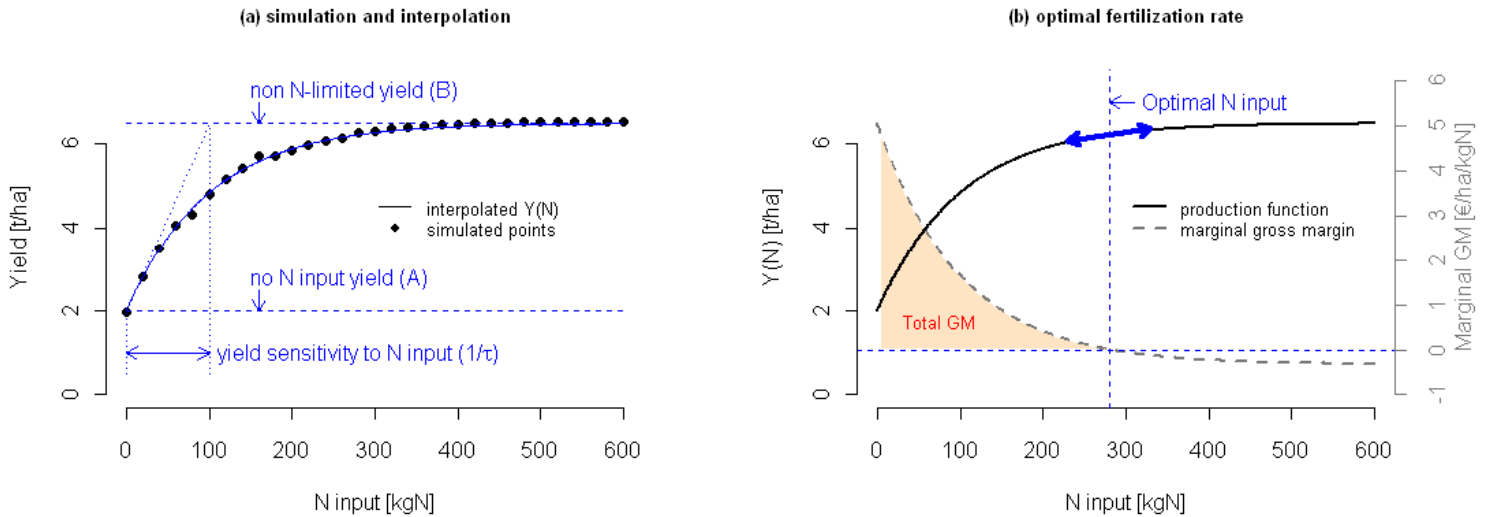 (a) simulation and interpolation
non N-limited yield (B)
6
4
2
0
Yield [t/ha]
interpolated Y(N)
simulated points
no N input yield (A)
yield sensitivity to N input (1/τ)
0 100 200 300 400 500 600
N input [kgN]
(b) optimal fertilization rate
Optimal N input
6
4
2
0
Y(N) [t/ha]
production function
marginal gross margin
Total GM
6
5
4
3
2
1
0
-1
Marginal GM [€/ha/kgN]
0 100 200 300 400 500 600
N input [kgN]